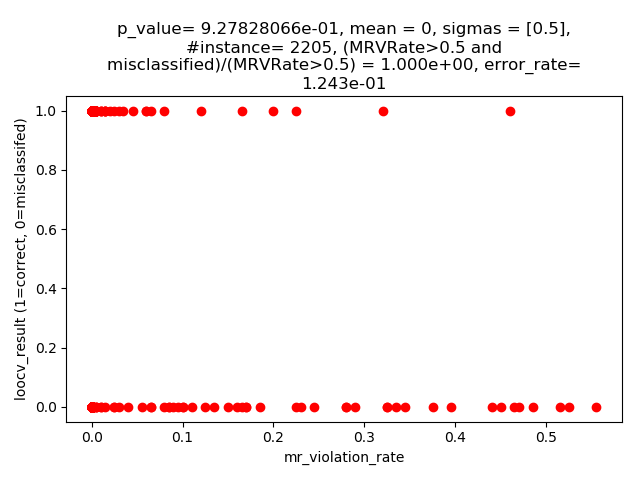 p_value= 9.27828066e-01, mean = 0, sigmas = [0.5],
#instance= 2205, (MRVRate>0.5 and
misclassified)/(MRVRate>0.5) = 1.000e+00, error_rate=
1.243e-01
1.0
0.8
0.6
0.4
0.2
0.0
loocv_result (1=correct, 0=misclassifed)
0.0 0.1 0.2 0.3 0.4 0.5
mr_violation_rate